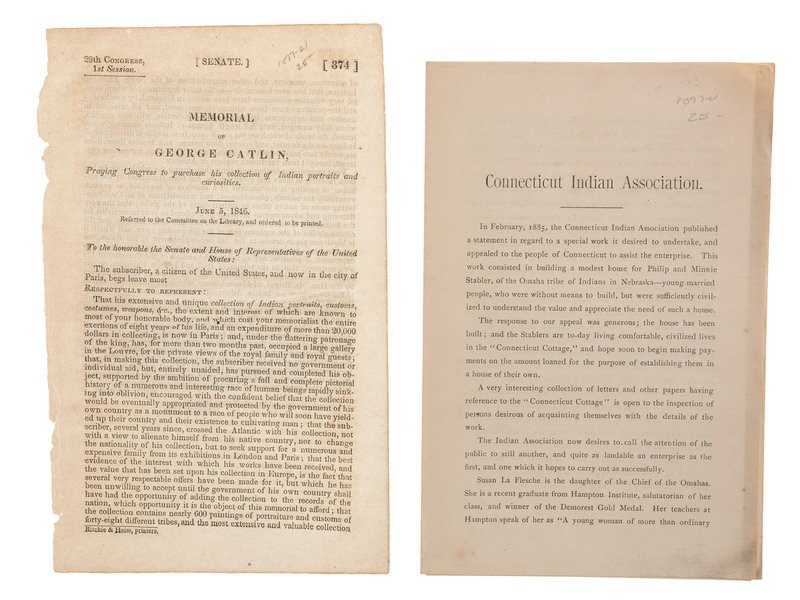 29th Congress,
1st Session.
[ SENATE. ]
1077-21
25-
[ 374 ]
MEMORIAL
OF
GEORGE CATLIN,
Praying Congress to purchase his collection of Indian portraits and
curiosities.
June 5, 1846.
Referred to the Committee on the Library, and ordered to be printed.
To the honorable the Senate and House of Representatives of the United
States:
The subscriber, a citizen of the United States, and now in the city of
Paris, begs leave most
Respectfully to represent:
That his extensive and unique collection of Indian portraits, customs,
costumes, weapons, &c., the extent and interest of which are known to
most of your honorable body, and which cost your memorialist the entire
exertions of eight years of his life, and an expenditure of more than 20,000
dollars in collecting, is now in Paris; and, under the flattering patronage
of the king, has, for more than two months past, occupied a large gallery
in the Louvre, for the private views of the royal family and royal guests;
that, in making this collection, the subscriber received no government or
individual aid, but, entirely unaided, has pursued and completed his ob-
ject, supported by the ambition of procuring a full and complete pictorial
history of a numerous and interesting race of human beings rapidly sink-
ing into oblivion, encouraged with the confident belief that the collection
would be eventually appropriated and protected by the government of his
own country as a monument to a race of people who will soon have yield-
ed up their country and their existence to cultivating man; that the sub-
scriber, several years since, crossed the Atlantic with his collection, not
with a view to alienate himself from his native country, nor to change
the nationality of his collection, but to seek support for a numerous and
expensive family from its exhibitions in London and Paris; that the best
evidence of the interest with which his works have been received, and
the value that has been set upon his collection in Europe, is the fact that
several very respectable offers have been made for it, but which he has
been unwilling to accept until the government of his own country shall
have had the opportunity of adding the collection to the records of the
nation, which opportunity it is the object of this memorial to afford; that
the collection contains nearly 600 paintings of portraiture and customs of
forty-eight different tribes, and the most extensive and valuable collection
Ritchie & Heiss, printers.
25-
Connecticut Indian Association.
In February, 1885, the Connecticut Indian Association published
a statement in regard to a special work it desired to undertake, and
appealed to the people of Connecticut to assist the enterprise. This
work consisted in building a modest house for Philip and Minnie
Stabler, of the Omaha tribe of Indians in Nebraska—young married
people, who were without means to build, but were sufficiently civil-
ized to understand the value and appreciate the need of such a house.
The response to our appeal was generous; the house has been
built; and the Stablers are to-day living comfortable, civilized lives
in the "Connecticut Cottage," and hope soon to begin making pay-
ments on the amount loaned for the purpose of establishing them in
a house of their own.
A very interesting collection of letters and other papers having
reference to the "Connecticut Cottage" is open to the inspection of
persons desirous of acquainting themselves with the details of the
work.
The Indian Association now desires to call the attention of the
public to still another, and quite as laudable an enterprise as the
first, and one which it hopes to carry out as successfully.
Susan La Flesche is the daughter of the Chief of the Omahas.
She is a recent graduate from Hampton Institute, salutatorian of her
class, and winner of the Demorest Gold Medal. Her teachers at
Hampton speak of her as "A young woman of more than ordinary